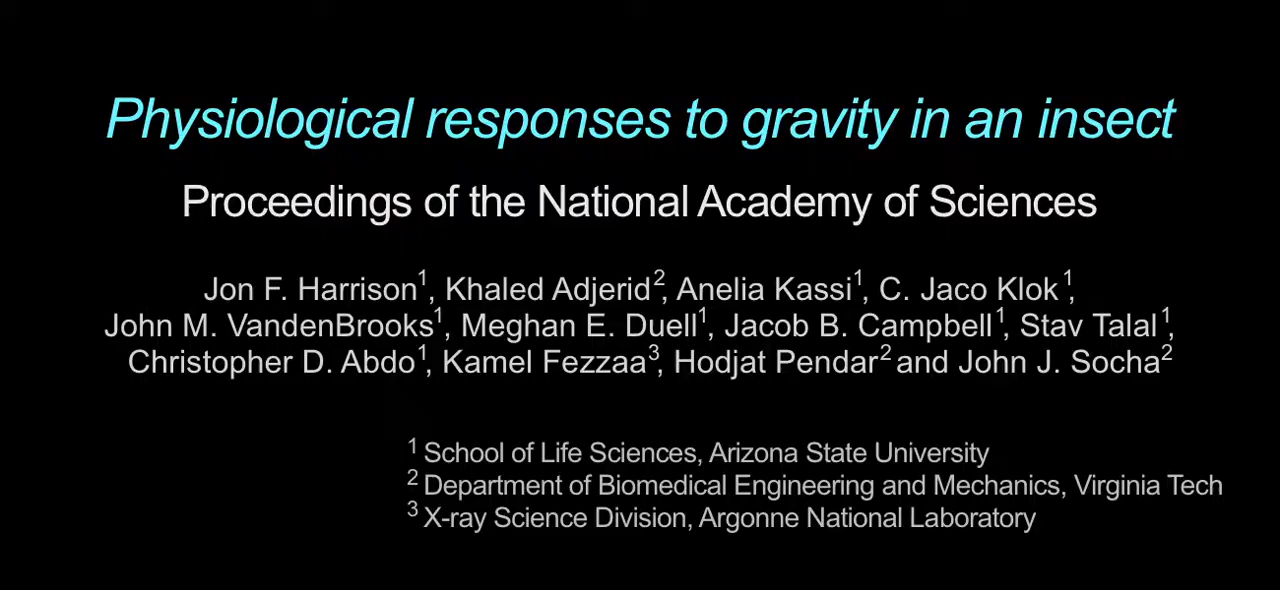 Physiological responses to gravity in an insect
Proceedings of the National Academy of Sciences
Jon F. Harrison¹, Khaled Adjerid², Anelia Kassi¹, C. Jaco Klok¹,
John M. VandenBrooks¹, Meghan E. Duell¹, Jacob B. Campbell¹, Stav Talal¹,
Christopher D. Abdo¹, Kamel Fezzaa³, Hodjat Pendar² and John J. Socha²
¹ School of Life Sciences, Arizona State University
² Department of Biomedical Engineering and Mechanics, Virginia Tech
³ X-ray Science Division, Argonne National Laboratory